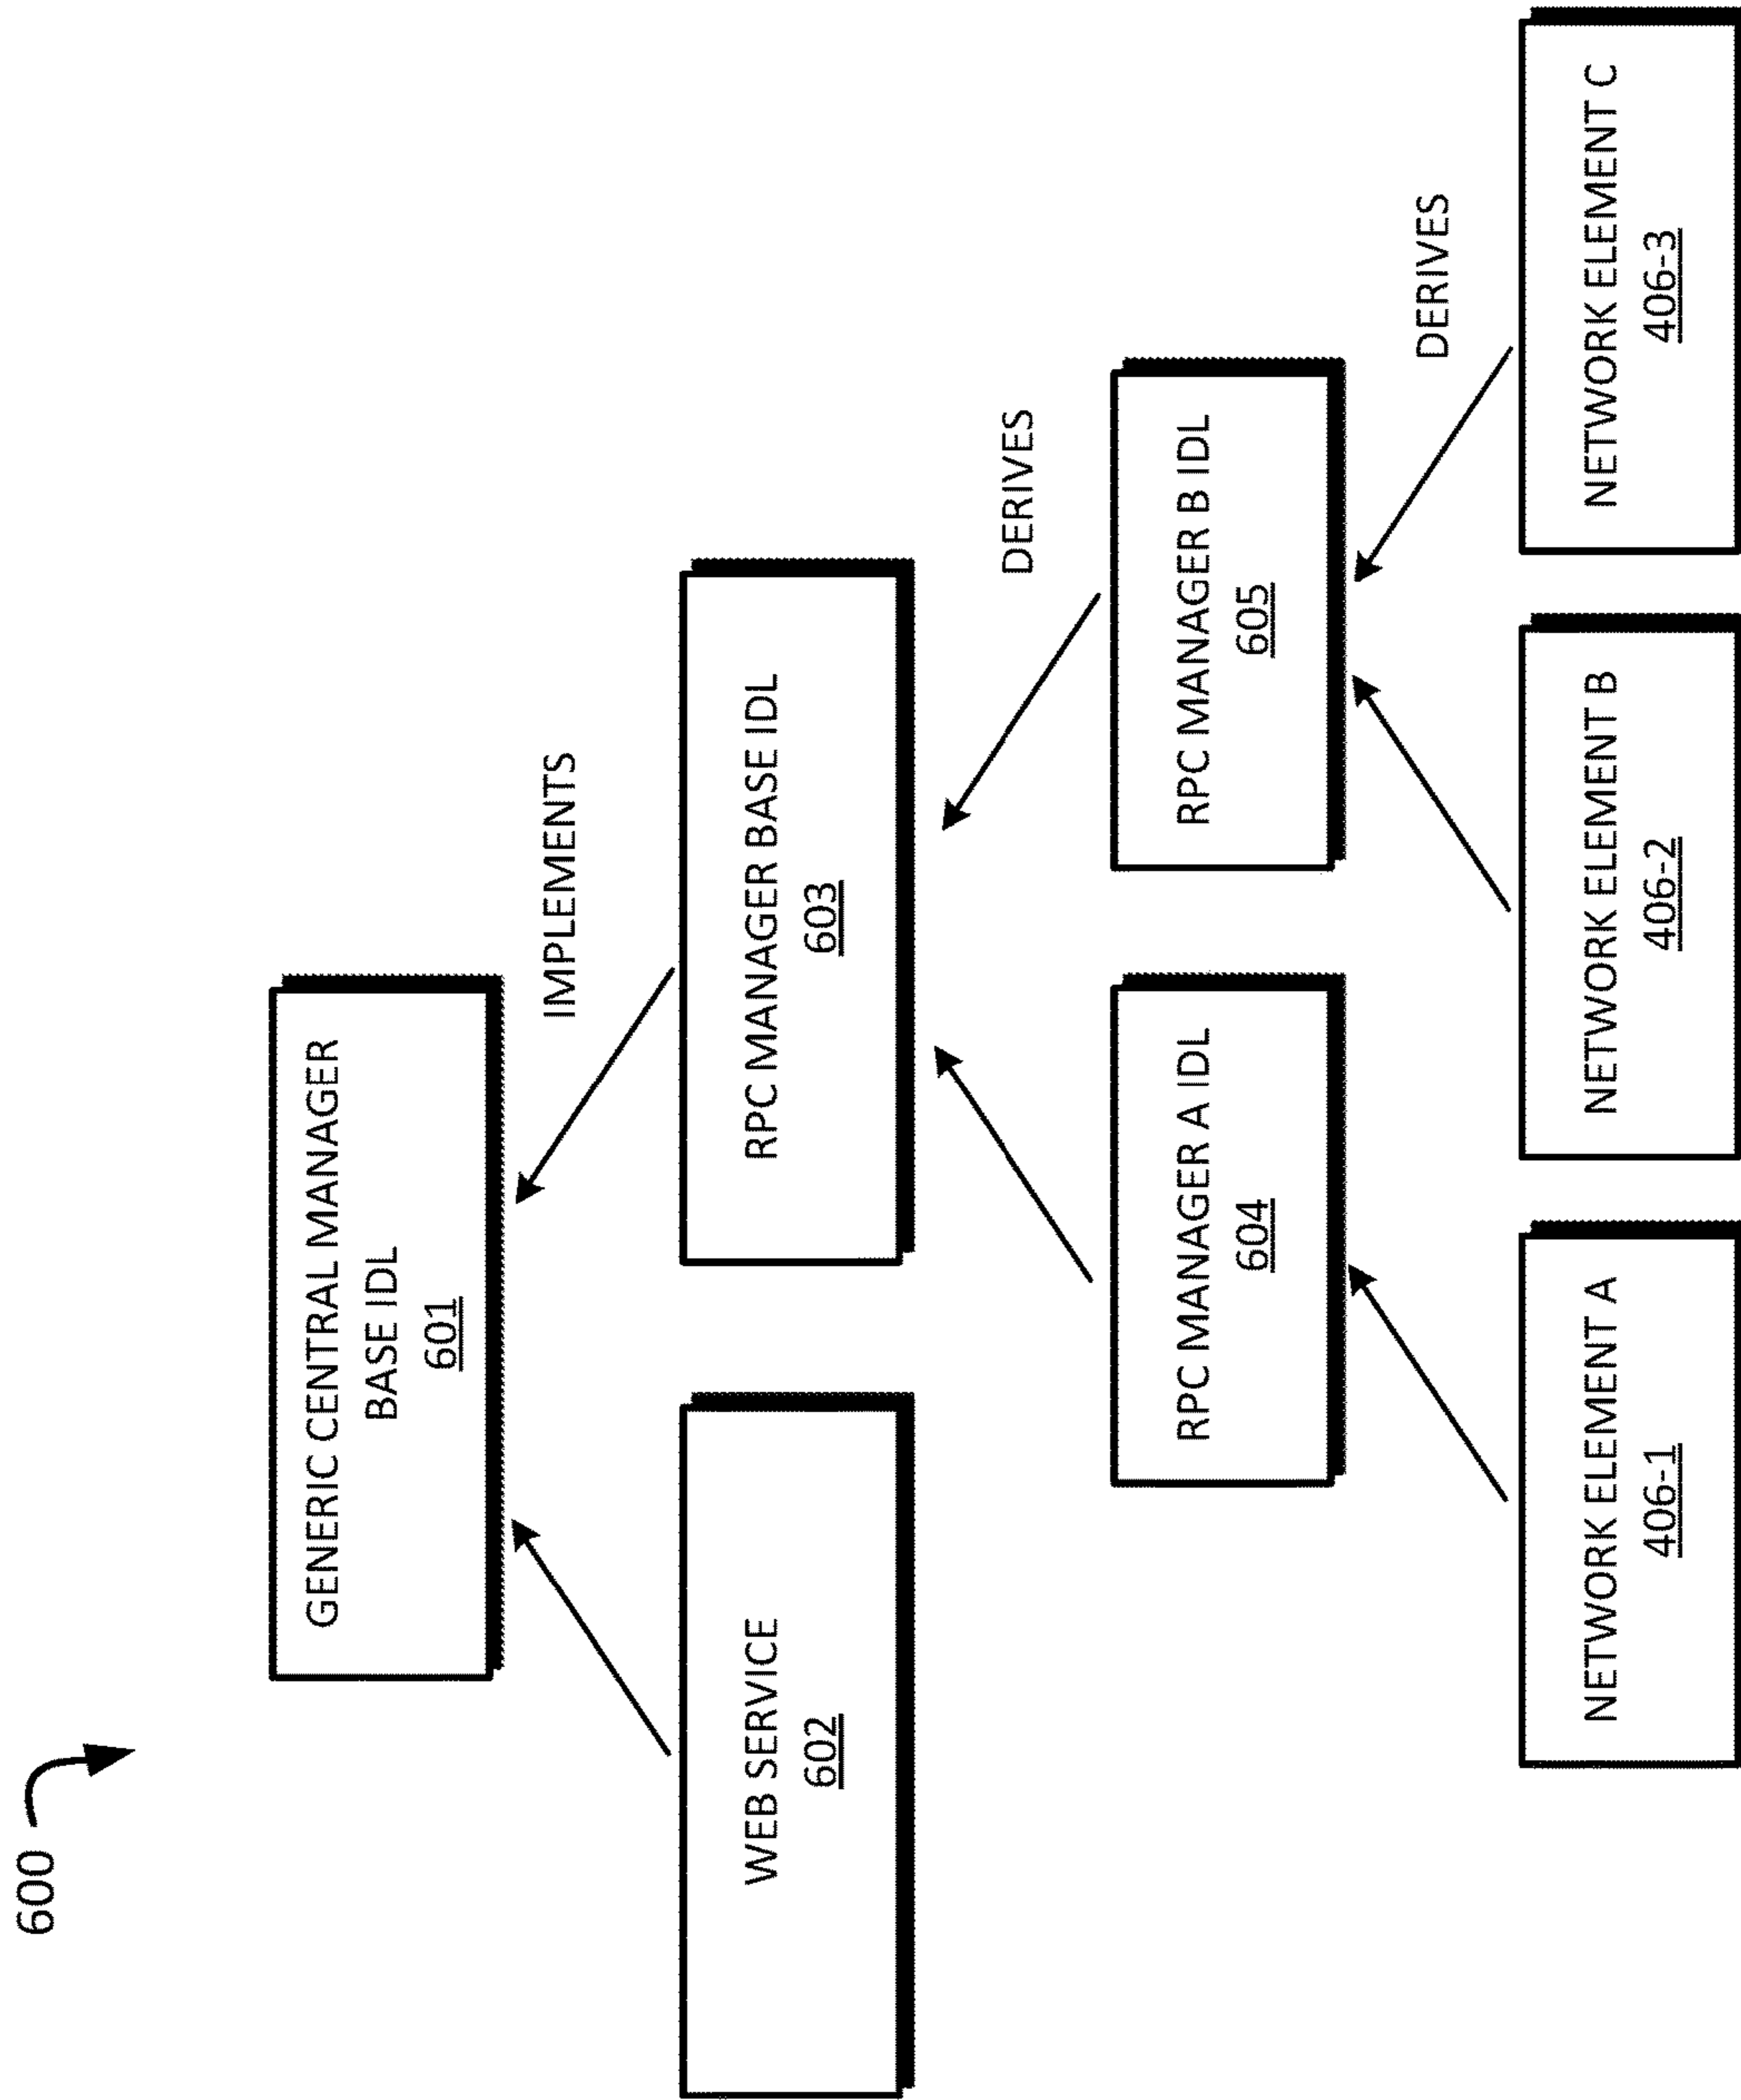 600
GENERIC CENTRAL MANAGER
BASE IDL
601
IMPLEMENTS
WEB SERVICE
602
RPC MANAGER BASE IDL
603
DERIVES
RPC MANAGER A IDL
604
RPC MANAGER B IDL
605
DERIVES
NETWORK ELEMENT A
406-1
NETWORK ELEMENT B
406-2
NETWORK ELEMENT C
406-3